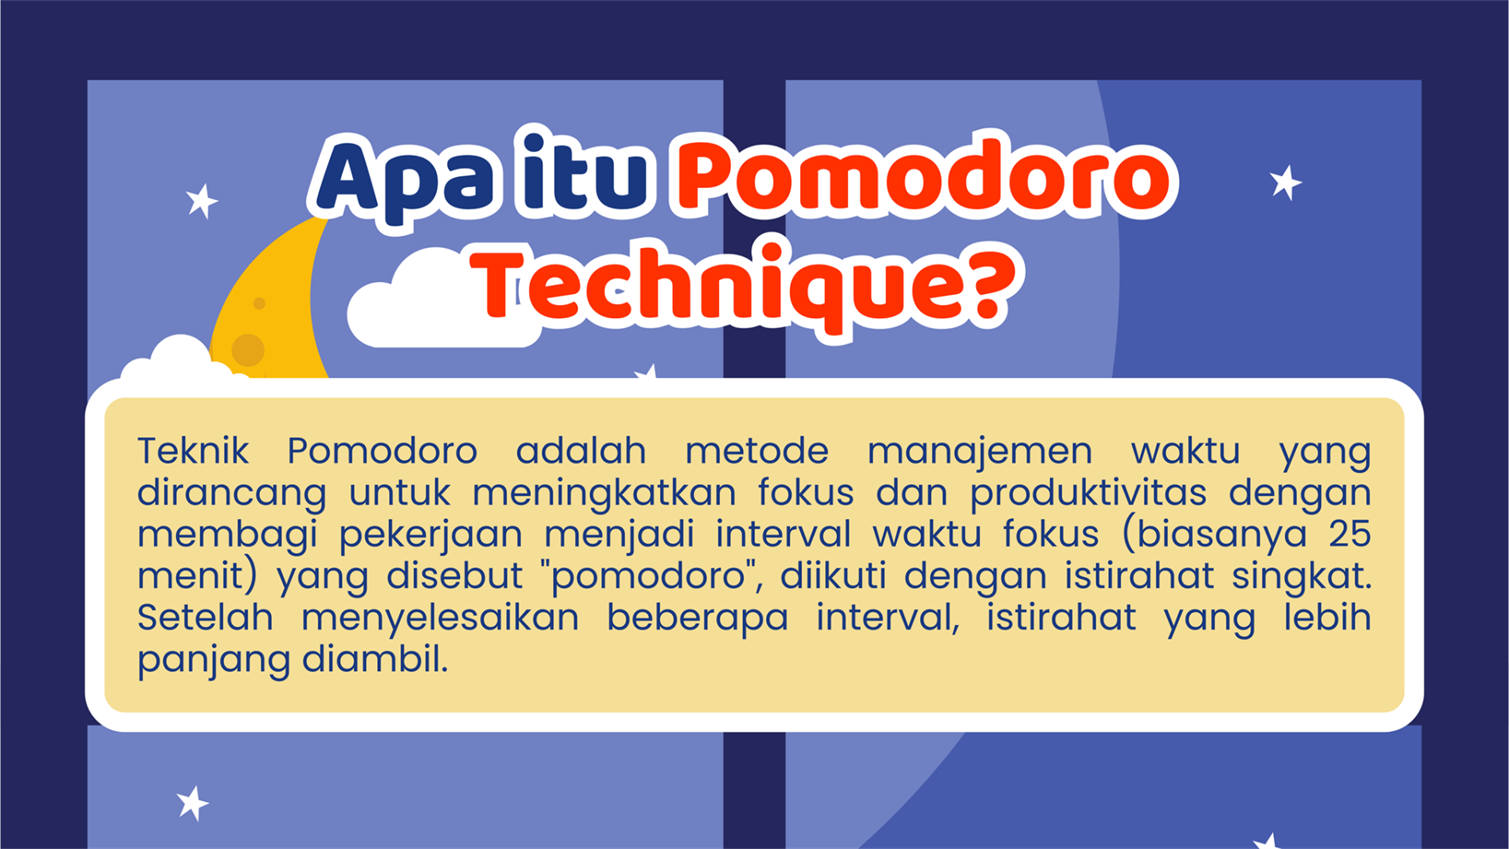 Apa itu Pomodoro
Technique?
Teknik Pomodoro adalah metode manajemen waktu yang
dirancang untuk meningkatkan fokus dan produktivitas dengan
membagi pekerjaan menjadi interval waktu fokus (biasanya 25
menit) yang disebut "pomodoro", diikuti dengan istirahat singkat.
Setelah menyelesaikan beberapa interval, istirahat yang lebih
panjang diambil.